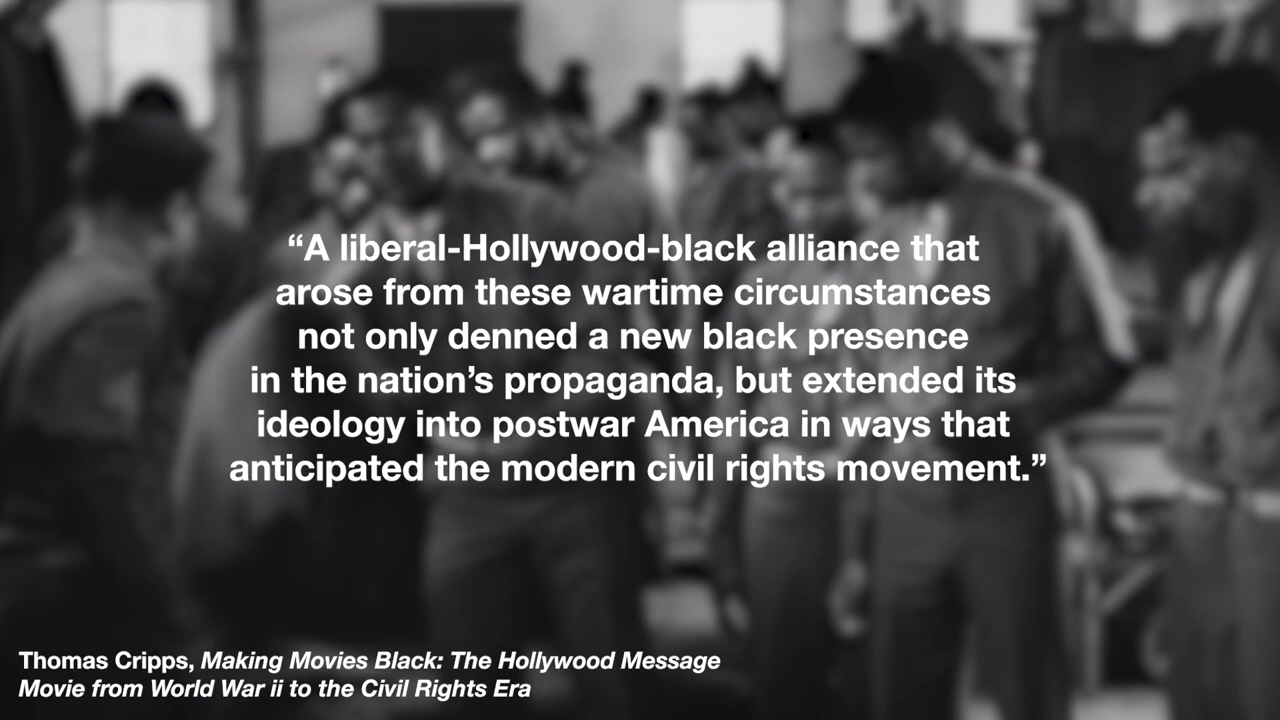 “A liberal-Hollywood-black alliance that
arose from these wartime circumstances
not only denned a new black presence
in the nation’s propaganda, but extended its
ideology into postwar America in ways that
anticipated the modern civil rights movement.”
Thomas Cripps, Making Movies Black: The Hollywood Message
Movie from World War ii to the Civil Rights Era